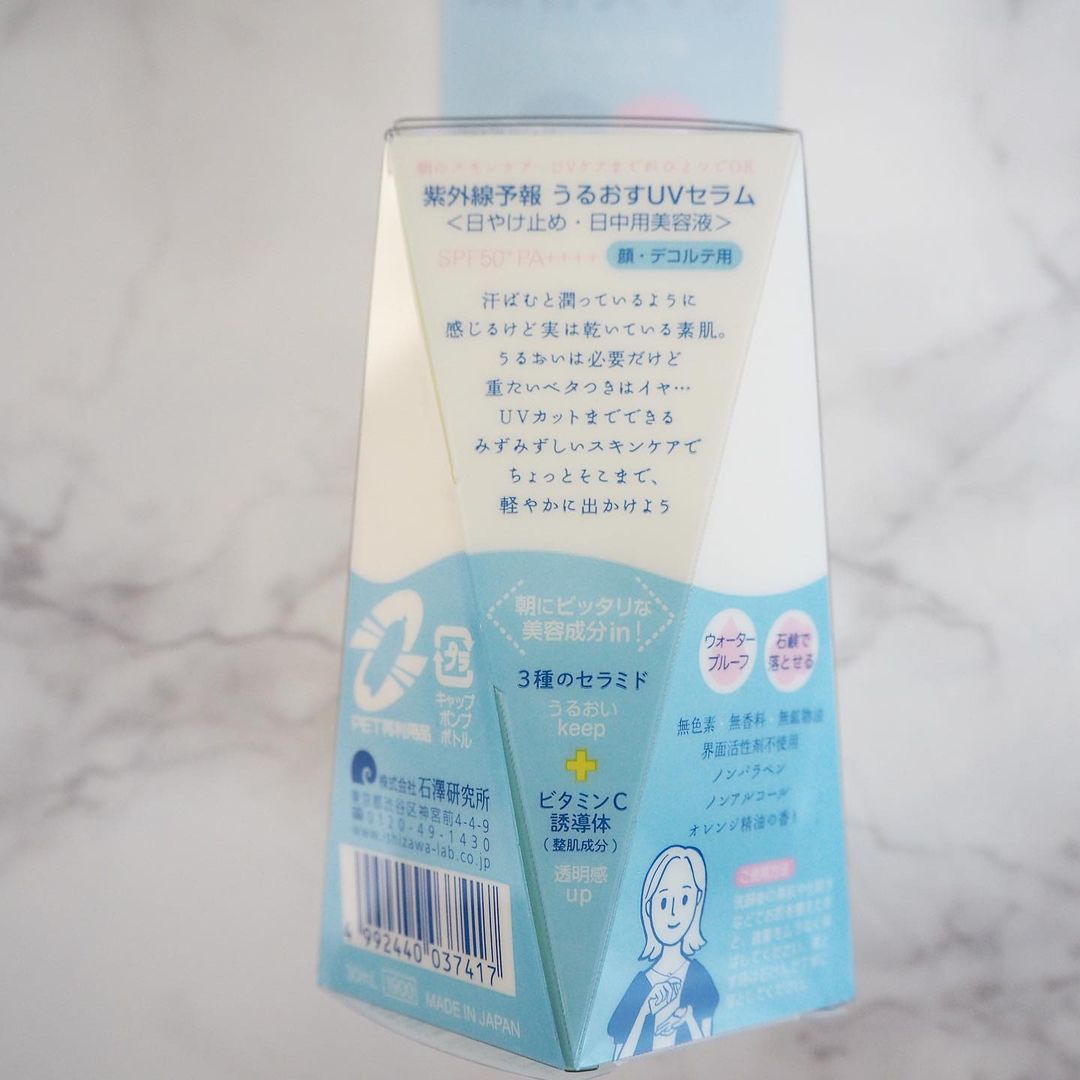 朝のスキンケア～UVケアまでがひとつでOK
紫外線予報 うるおすUVセラム
＜日やけ止め・日中用美容液＞
SPF50+ PA++++ 顔・デコルテ用
汗ばむと潤っているように
感じるけど実は乾いている素肌。
うるおいは必要だけど
重たいベタつきはイヤ…
UVカットまでできる
みずみずしいスキンケアで
ちょっとそこまで、
軽やかに出かけよう
朝にピッタリな
美容成分in！
3種のセラミド
うるおい
keep
+
ビタミンC
誘導体
(整肌成分)
透明感
up
PET再利用品
プラ
キャップ
ポンプ
ボトル
株式会社 石澤研究所
東京都渋谷区神宮前4-4-9
0120-49-1430
www.ishizawa-lab.co.jp
4 992440 037417
30mL 1900 MADE IN JAPAN
ウォーター
プルーフ
石鹸で
落とせる
無色素・無香料・無鉱物油
界面活性剤不使用
ノンパラベン
ノンアルコール
オレンジ精油の香り
ご使用方法